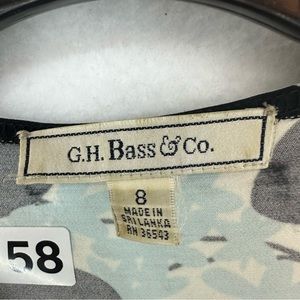 G.H. Bass & Co.
8
MADE IN
SRI LANKA
RN 36543
58